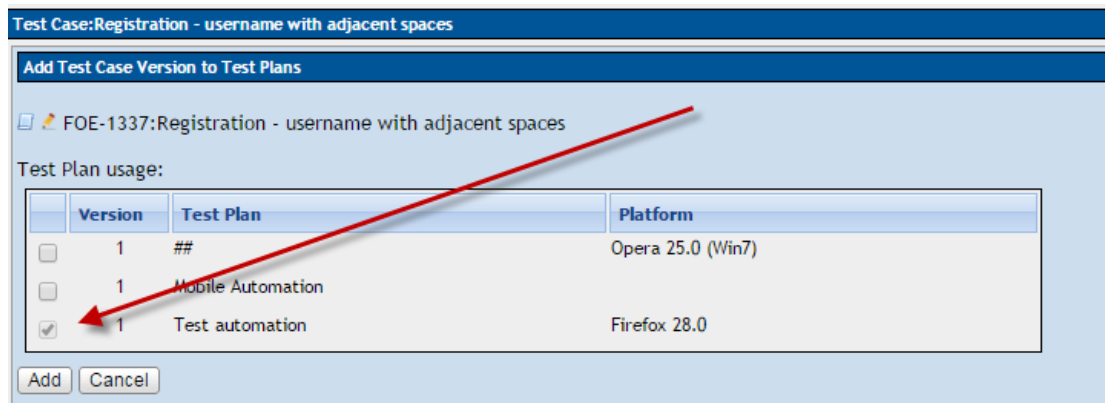 Test Case:Registration - username with adjacent spaces
Add Test Case Version to Test Plans
FOE-1337:Registration - username with adjacent spaces
Test Plan usage:
Version Test Plan Platform
1 ## Opera 25.0 (Win7)
1 Mobile Automation
1 Test automation Firefox 28.0
Add Cancel